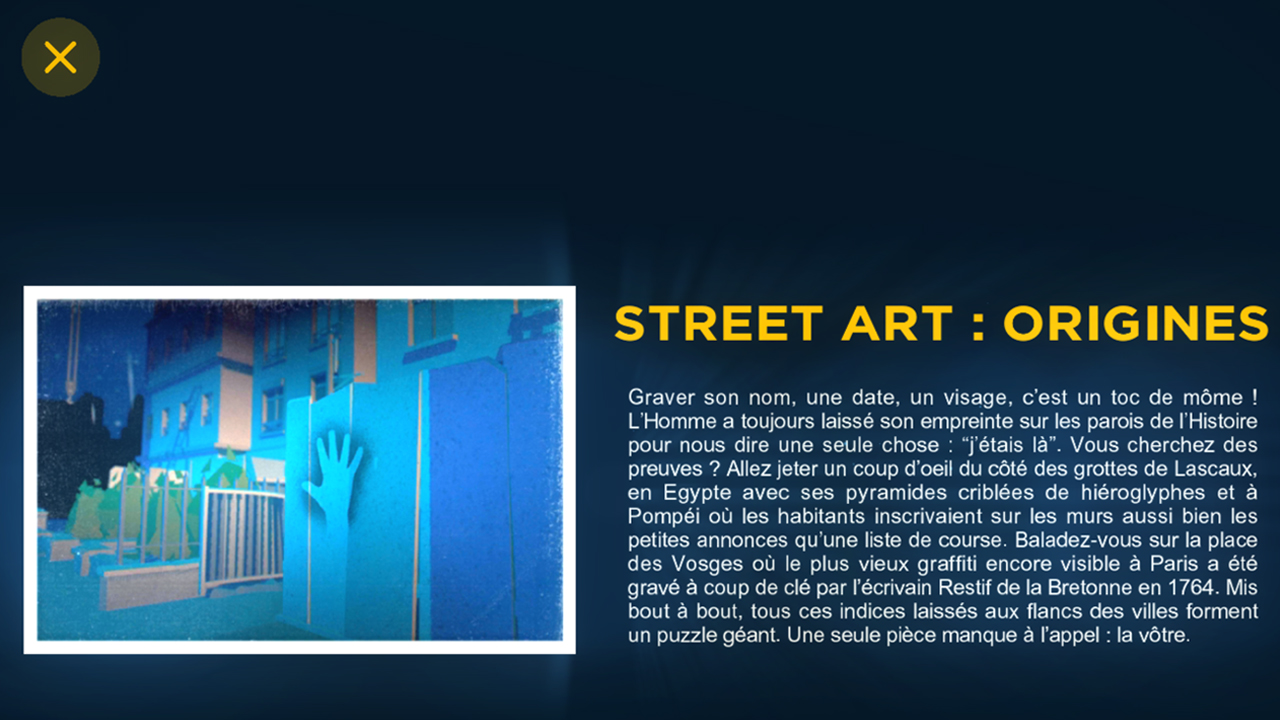 STREET ART : ORIGINES
Graver son nom, une date, un visage, c’est un toc de môme !
L’Homme a toujours laissé son empreinte sur les parois de l’Histoire
pour nous dire une seule chose : “j’étais là”. Vous cherchez des
preuves ? Allez jeter un coup d’oeil du côté des grottes de Lascaux,
en Egypte avec ses pyramides criblées de hiéroglyphes et à
Pompéi où les habitants inscrivaient sur les murs aussi bien les
petites annonces qu’une liste de course. Baladez-vous sur la place
des Vosges où le plus vieux graffiti encore visible à Paris a été
gravé à coup de clé par l’écrivain Restif de la Bretonne en 1764. Mis
bout à bout, tous ces indices laissés aux flancs des villes forment
un puzzle géant. Une seule pièce manque à l’appel : la vôtre.